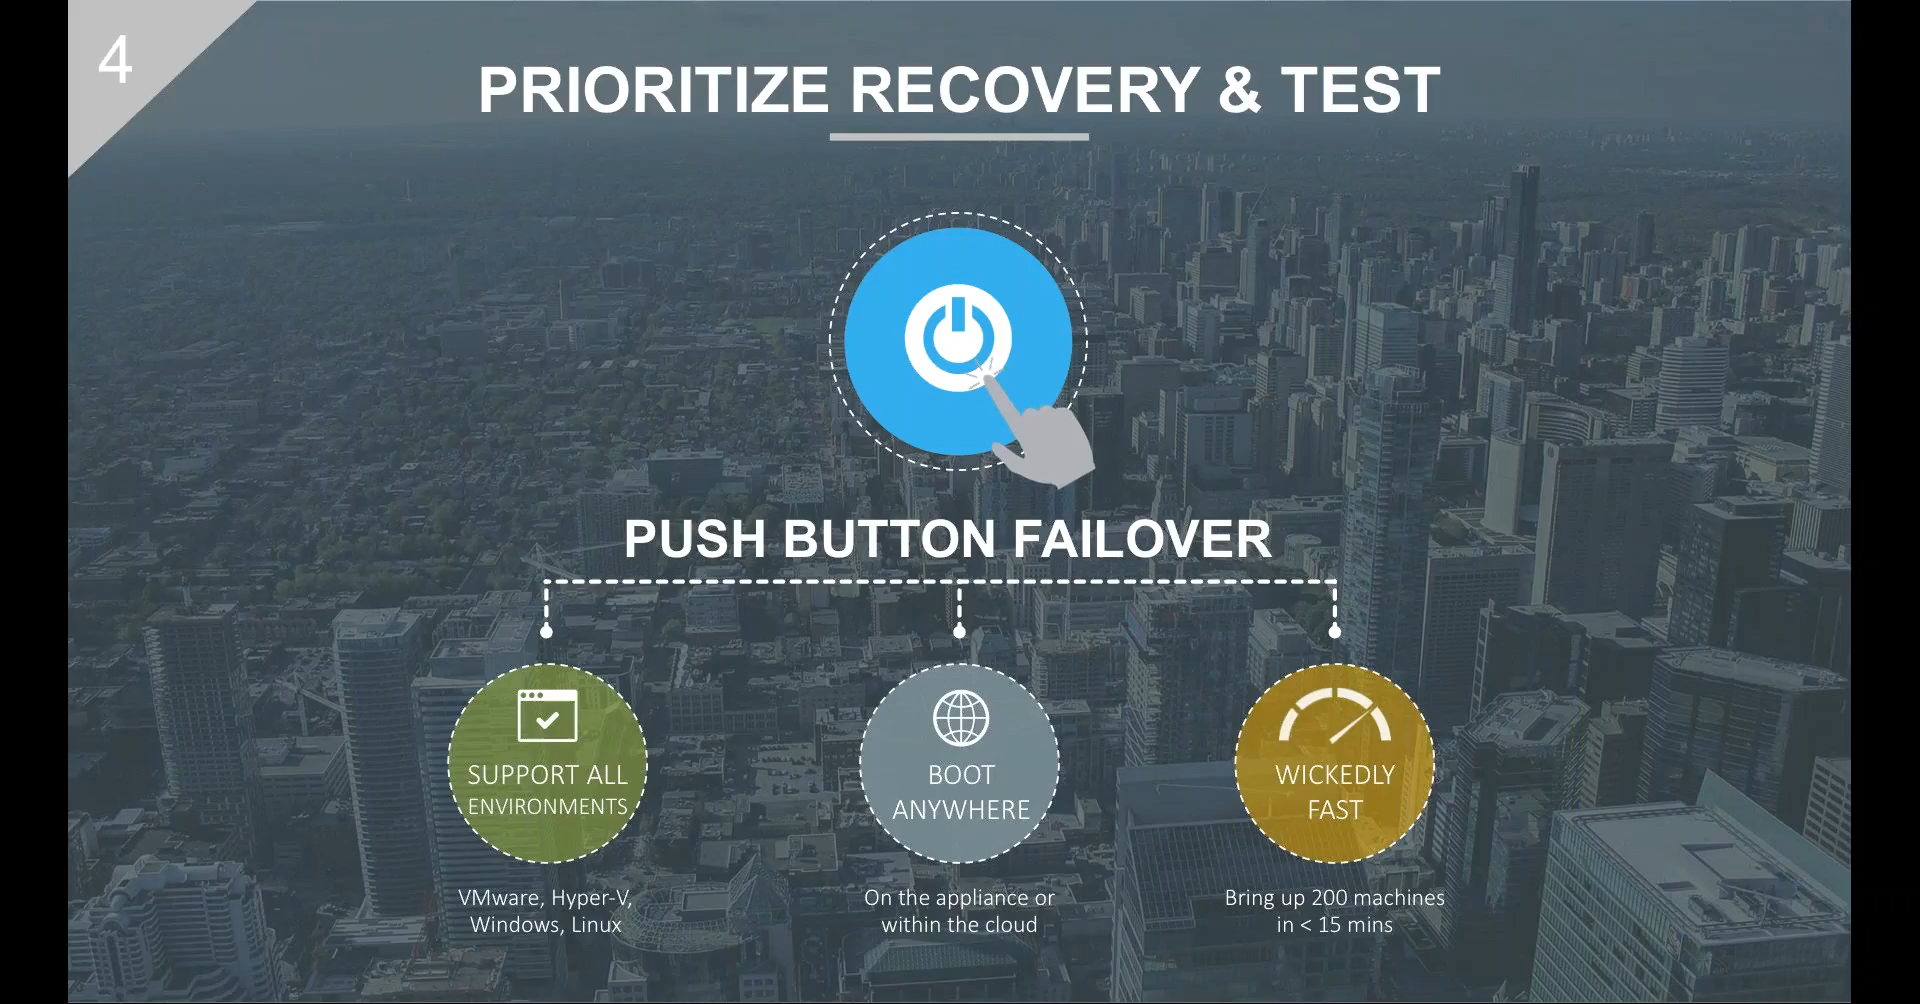 4
PRIORITIZE RECOVERY & TEST
PUSH BUTTON FAILOVER
SUPPORT ALL
ENVIRONMENTS
VMware, Hyper-V,
Windows, Linux
BOOT
ANYWHERE
On the appliance or
within the cloud
WICKEDLY
FAST
Bring up 200 machines
in < 15 mins